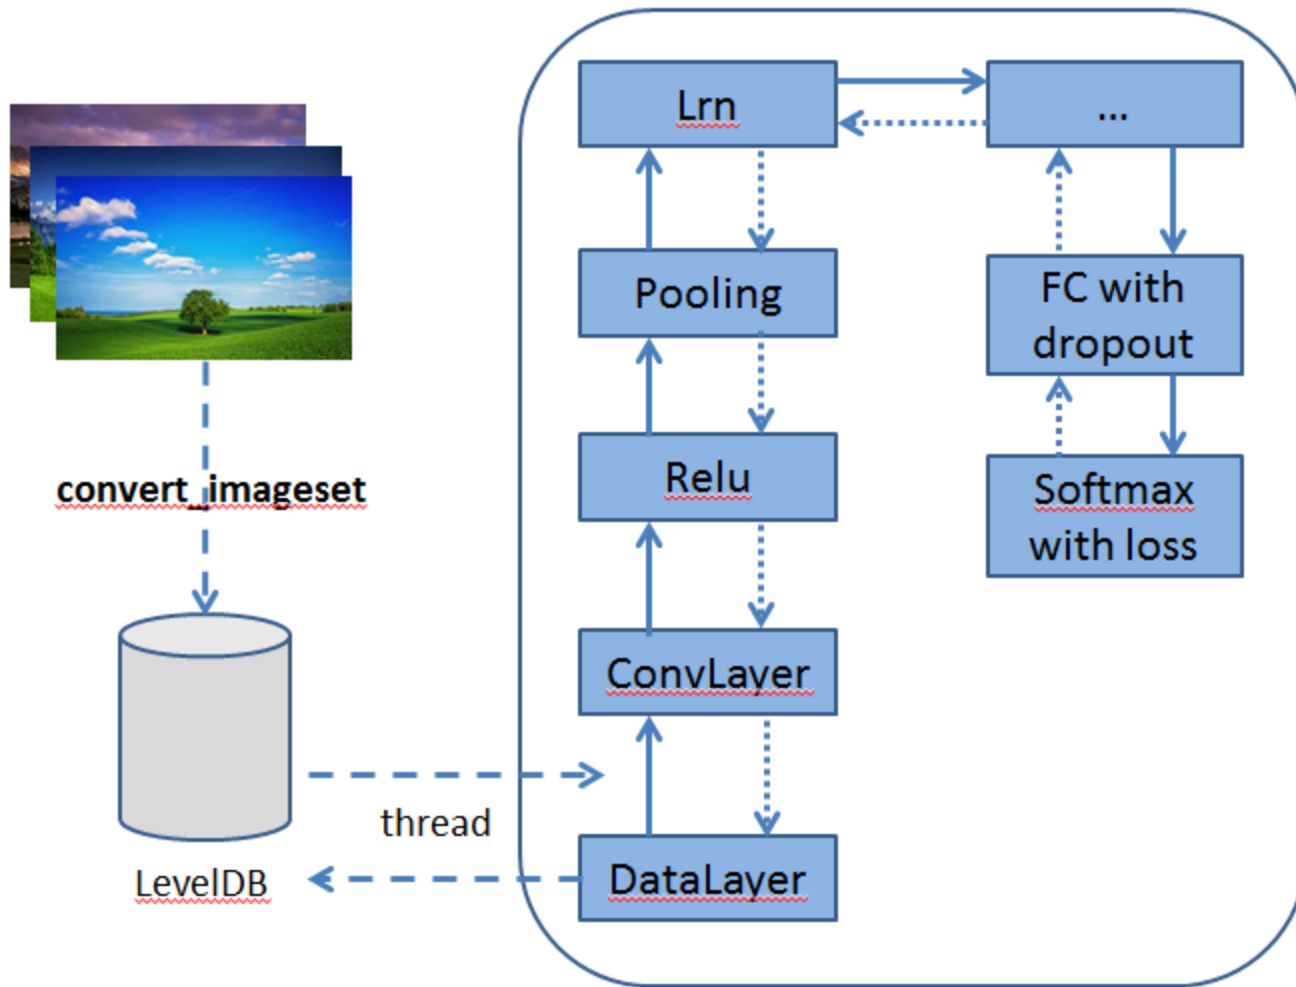 convert_imageset
LevelDB
thread
Lrn
Pooling
Relu
ConvLayer
DataLayer
...
FC with
dropout
Softmax
with loss